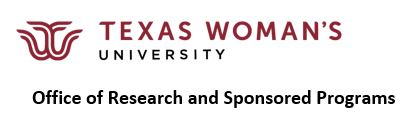 TEXAS WOMAN'S
UNIVERSITY
Office of Research and Sponsored Programs